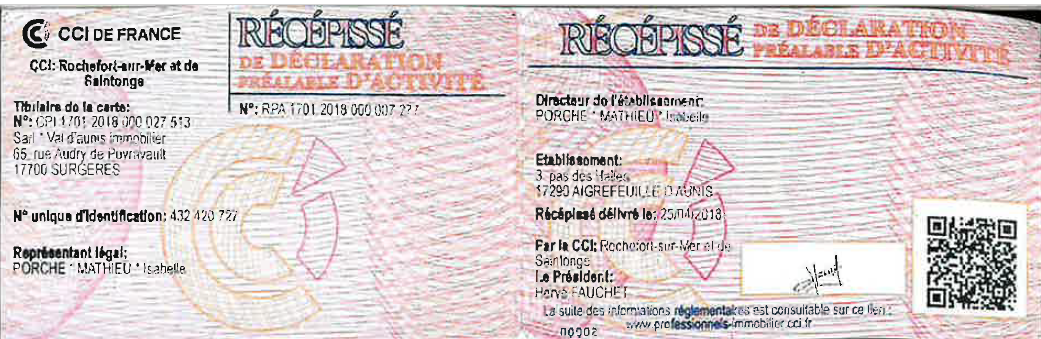 CCI DE FRANCE
CCI: Rochefort-sur-Mer et de
Saintonge
Titulaire de la carte:
N°: CPI 1701 2018 000 027 513
Sarl * Val d'aunis immobilier
65, rue Audry de Puyravault
17700 SURGERES
N° unique d'identification: 432 420 727
Représentant légal:
PORCHE * MATHIEU * Isabelle
RÉCÉPISSÉ
DE DÉCLARATION
PRÉALABLE D'ACTIVITÉ
N°: RPA 1701 2018 000 007 277
RÉCÉPISSÉ DE DÉCLARATION
PRÉALABLE D'ACTIVITÉ
Directeur de l'établissement:
PORCHE * MATHIEU * Isabelle
Etablissement:
3, pas des Halles
17290 AIGREFEUILLE D'AUNIS
Récépissé délivré le: 25/04/2018
Par la CCI: Rochefort-sur-Mer et de
Saintonge
Le Président:
Hervé FAUCHET
La suite des informations réglementaires est consultable sur ce lien :
www.professionnels-immobilier.cci.fr
00902